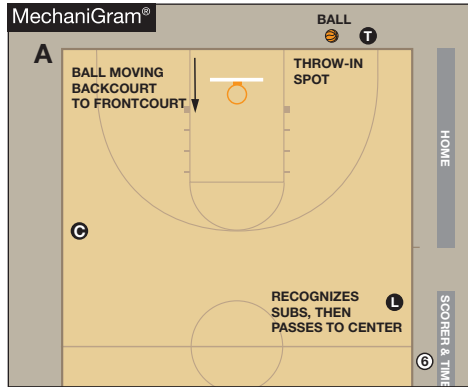 MechaniGram®
BALL
T
A
THROW-IN
SPOT
BALL MOVING
BACKCOURT
TO FRONTCOURT
HOME
C
RECOGNIZES
SUBS, THEN
PASSES TO CENTER
L
SCORER & TIME
6